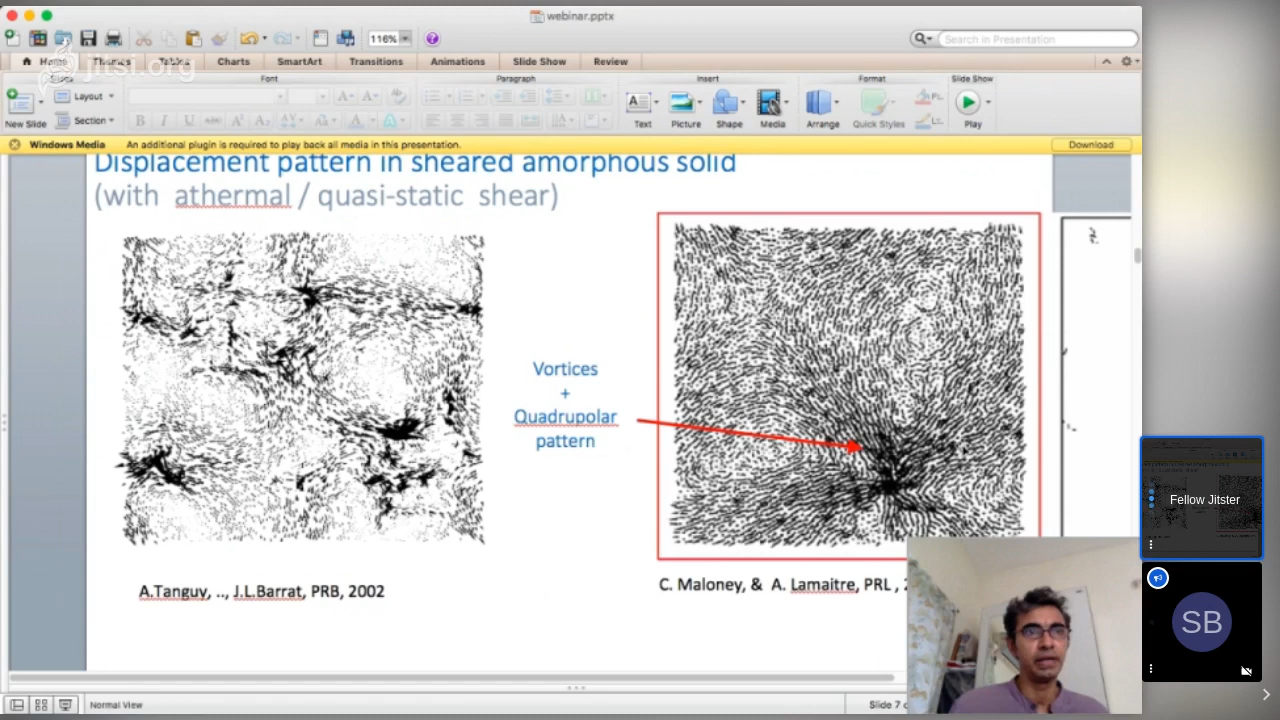 webinar.pptx
116%
Search in Presentation
jitsi.org
Home Themes Tables Charts SmartArt Transitions Animations Slide Show Review
Slides Font Paragraph Insert Format Slide Show
Layout
Section
New Slide
Text Picture Shape Media Arrange Quick Styles Play
Windows Media An additional plugin is required to play back all media in this presentation. Download
Displacement pattern in sheared amorphous solid
(with athermal / quasi-static shear)
Vortices
+
Quadrupolar
pattern
A.Tanguy, .., J.L.Barrat, PRB, 2002
C. Maloney, & A. Lamaitre, PRL ,
Fellow Jitster
SB
Normal View
Slide 7